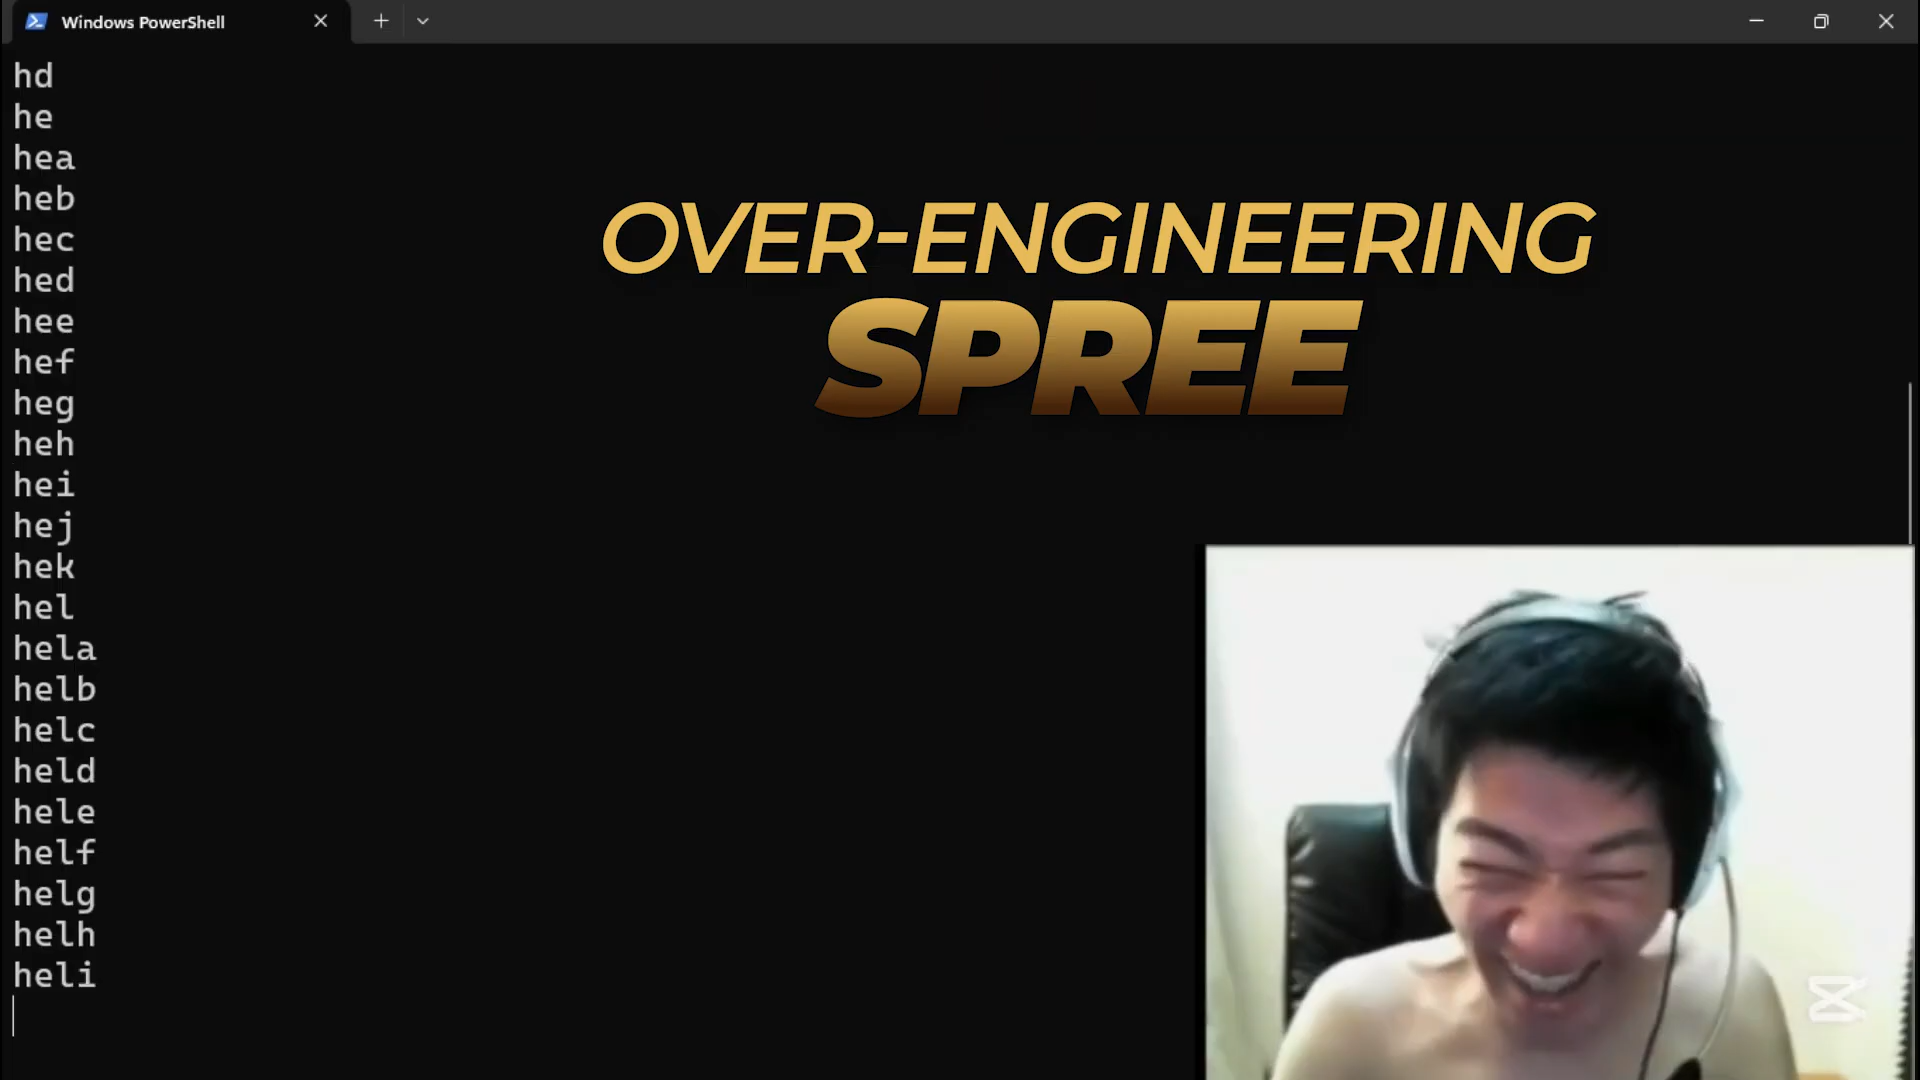 Windows PowerShell
hd
he
hea
heb
hec
hed
hee
hef
heg
heh
hei
hej
hek
hel
hela
helb
helc
held
hele
helf
helg
helh
heli
OVER-ENGINEERING
SPREE